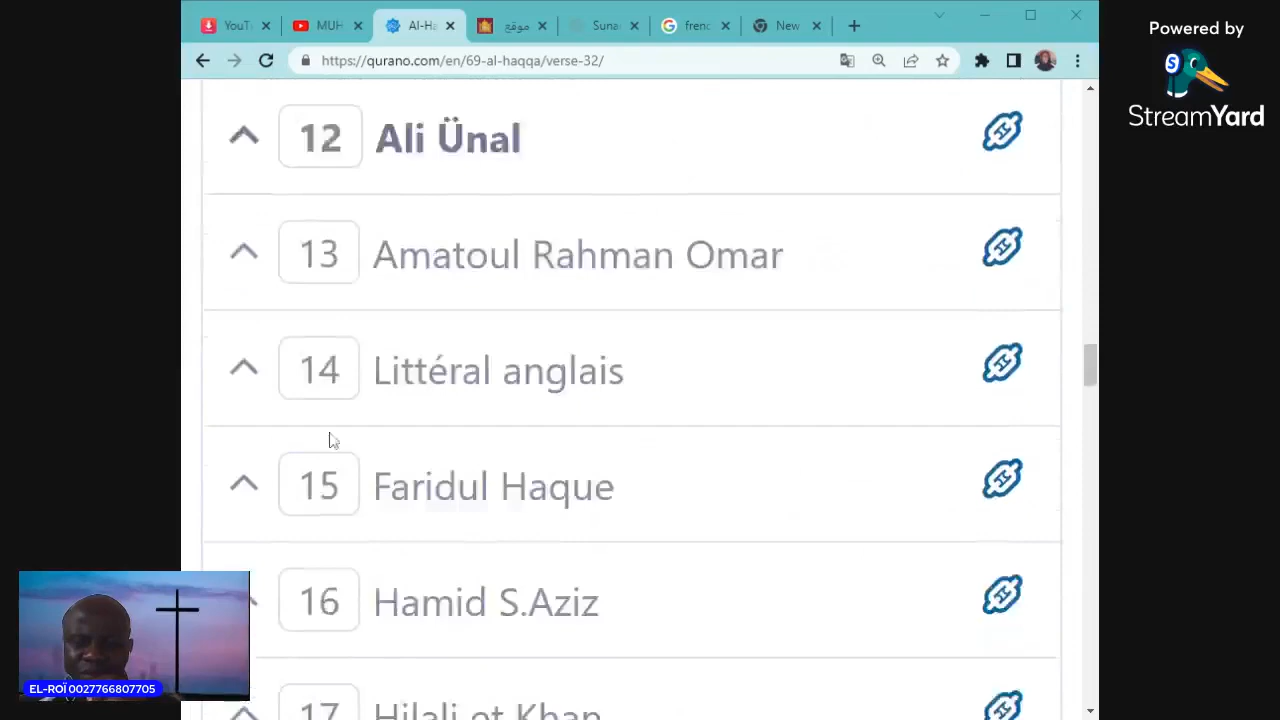 YouT
MUH
Al-Ha
موقع
Suna
frenc
New
https://qurano.com/en/69-al-haqqa/verse-32/
Powered by
StreamYard
12 Ali Ünal
13 Amatoul Rahman Omar
14 Littéral anglais
15 Faridul Haque
16 Hamid S.Aziz
17 Hilali et Khan
EL-ROÏ 0027766807705